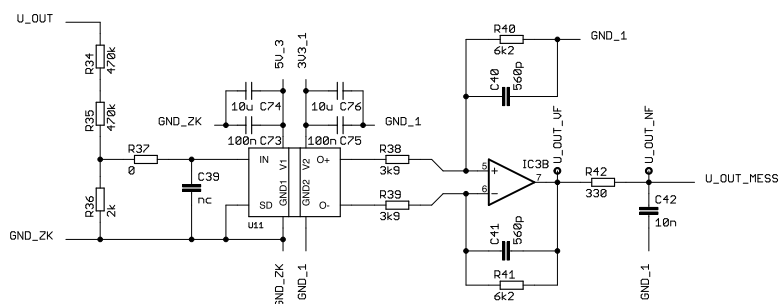 U_OUT
R34
470k
R35
470k
R36
2k
GND_ZK
R37
0
C39
nc
GND_ZK
5V_3
3V3_1
10u C74
100n C73
10u C76
100n C75
GND_1
IN
SD
V1
GND1
V2
GND2
O+
O-
U11
GND_ZK
GND_1
R38
3k9
R39
3k9
R40
6k2
C40
560p
GND_1
5
+
6
-
7
IC3B
C41
560p
R41
6k2
U_OUT_VF
R42
330
U_OUT_NF
U_OUT_MESS
C42
10n
GND_1